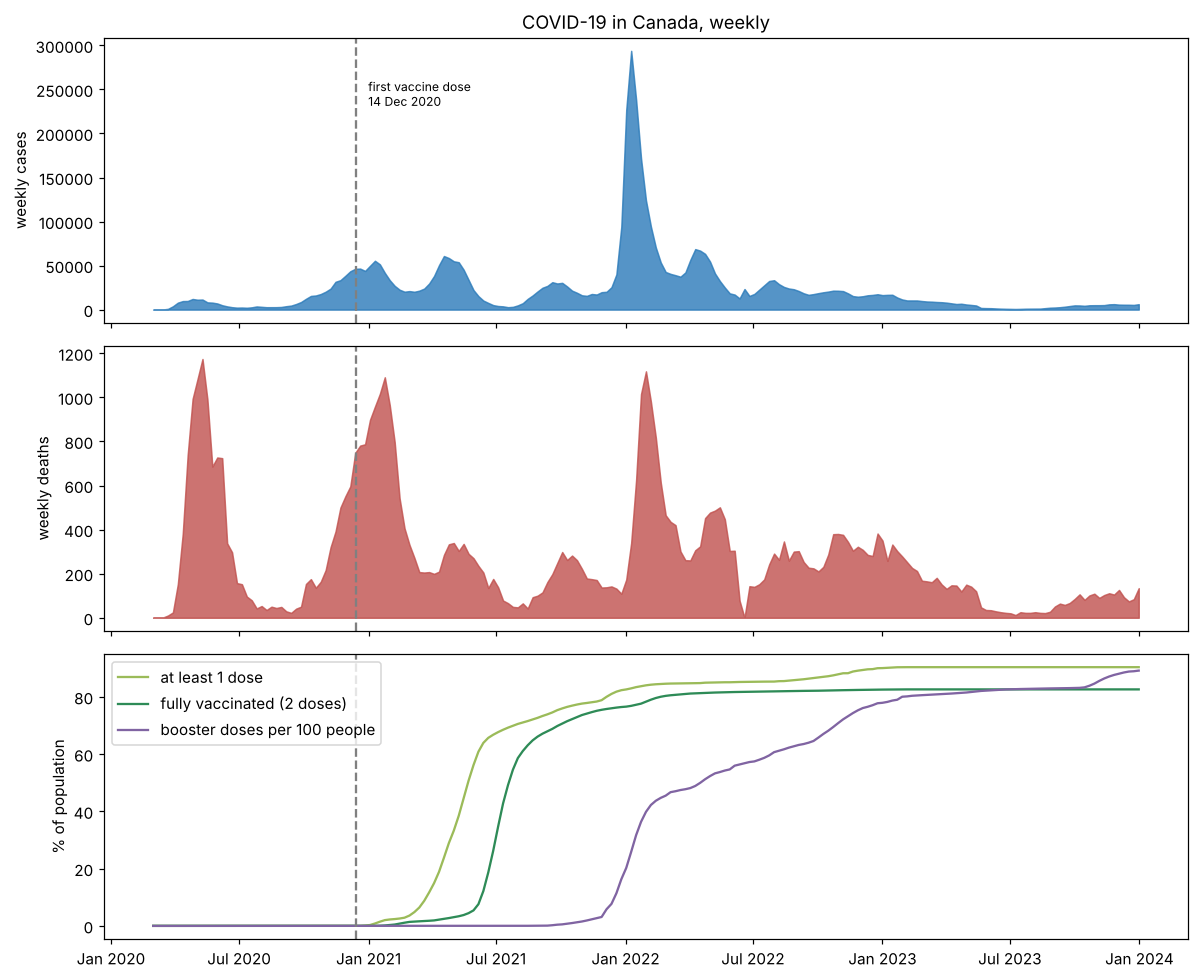 COVID-19 in Canada, weekly
300000
250000
200000
150000
100000
50000
0
weekly cases
first vaccine dose
14 Dec 2020
1200
1000
800
600
400
200
0
weekly deaths
at least 1 dose
fully vaccinated (2 doses)
booster doses per 100 people
80
60
40
20
0
% of population
Jan 2020
Jul 2020
Jan 2021
Jul 2021
Jan 2022
Jul 2022
Jan 2023
Jul 2023
Jan 2024